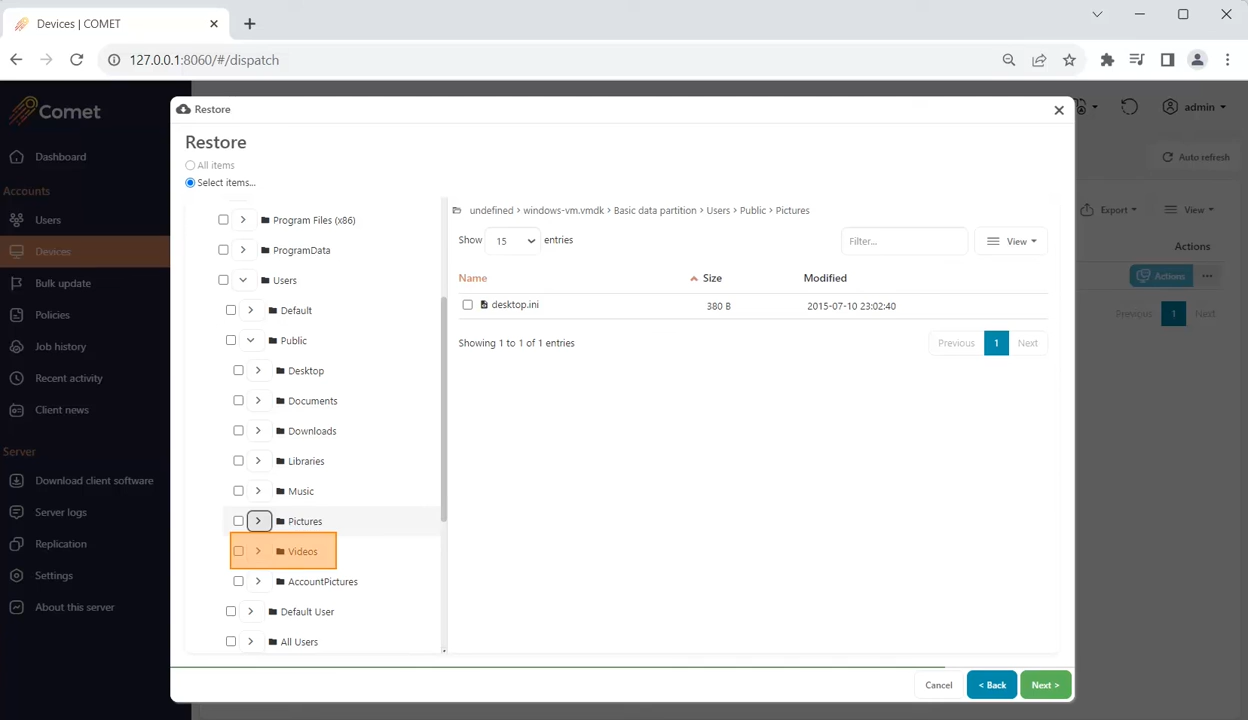 Devices | COMET
127.0.0.1:8060/#/dispatch
Comet
admin
Dashboard
Auto refresh
Accounts
Users
Export
View
Devices
Actions
Bulk update
Actions
Policies
Previous
1
Next
Job history
Recent activity
Client news
Server
Download client software
Server logs
Replication
Settings
About this server
Restore
Restore
All items
Select items...
Program Files (x86)
ProgramData
Users
Default
Public
Desktop
Documents
Downloads
Libraries
Music
Pictures
Videos
AccountPictures
Default User
All Users
undefined > windows-vm.vmdk > Basic data partition > Users > Public > Pictures
Show 15 entries
Filter...
View
Name Size Modified
desktop.ini 380 B 2015-07-10 23:02:40
Showing 1 to 1 of 1 entries
Previous 1 Next
Cancel
< Back
Next >